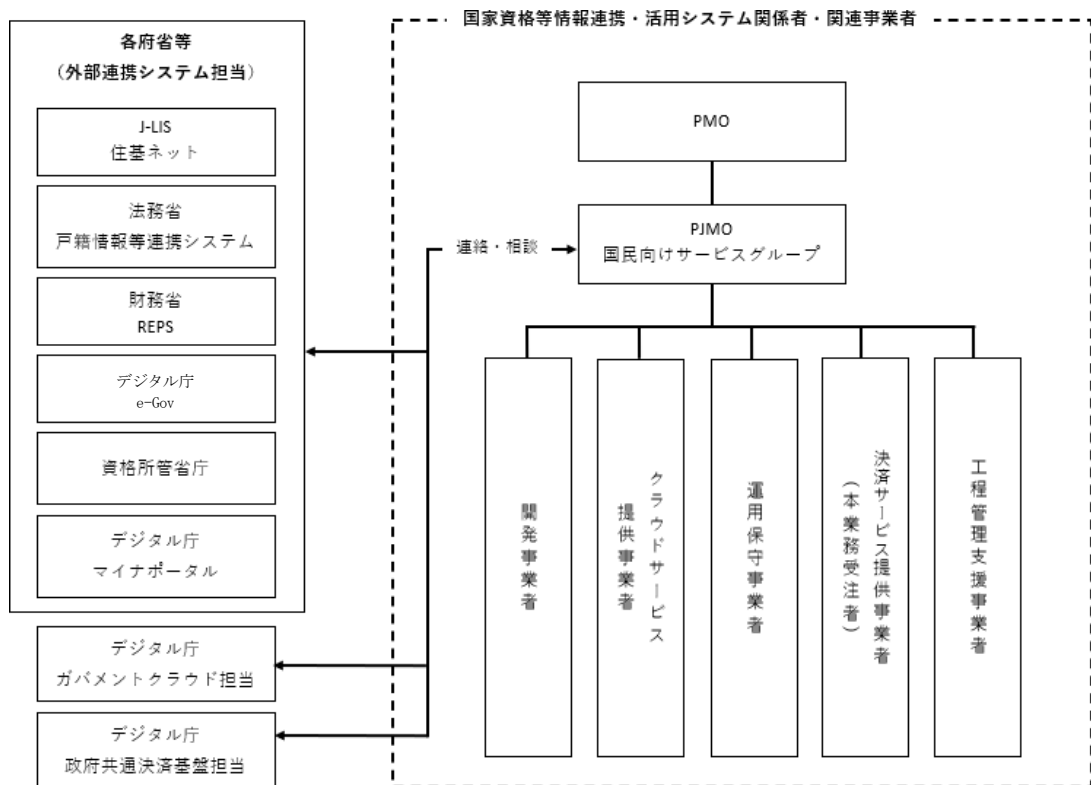 国家資格等情報連携・活用システム関係者・関連事業者
各府省等
（外部連携システム担当）
J-LIS
住基ネット
法務省
戸籍情報等連携システム
財務省
REPS
デジタル庁
e-Gov
資格所管省庁
デジタル庁
マイナポータル
デジタル庁
ガバメントクラウド担当
デジタル庁
政府共通決済基盤担当
連絡・相談
PMO
PJMO
国民向けサービスグループ
開発事業者
クラウドサービス
提供事業者
運用保守事業者
決済サービス提供事業者
（本業務受注者）
工程管理支援事業者